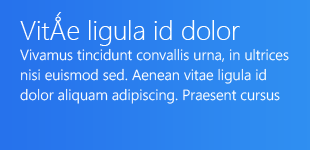 VitǺe ligula id dolor
Vivamus tincidunt convallis urna, in ultrices
nisi euismod sed. Aenean vitae ligula id
dolor aliquam adipiscing. Praesent cursus